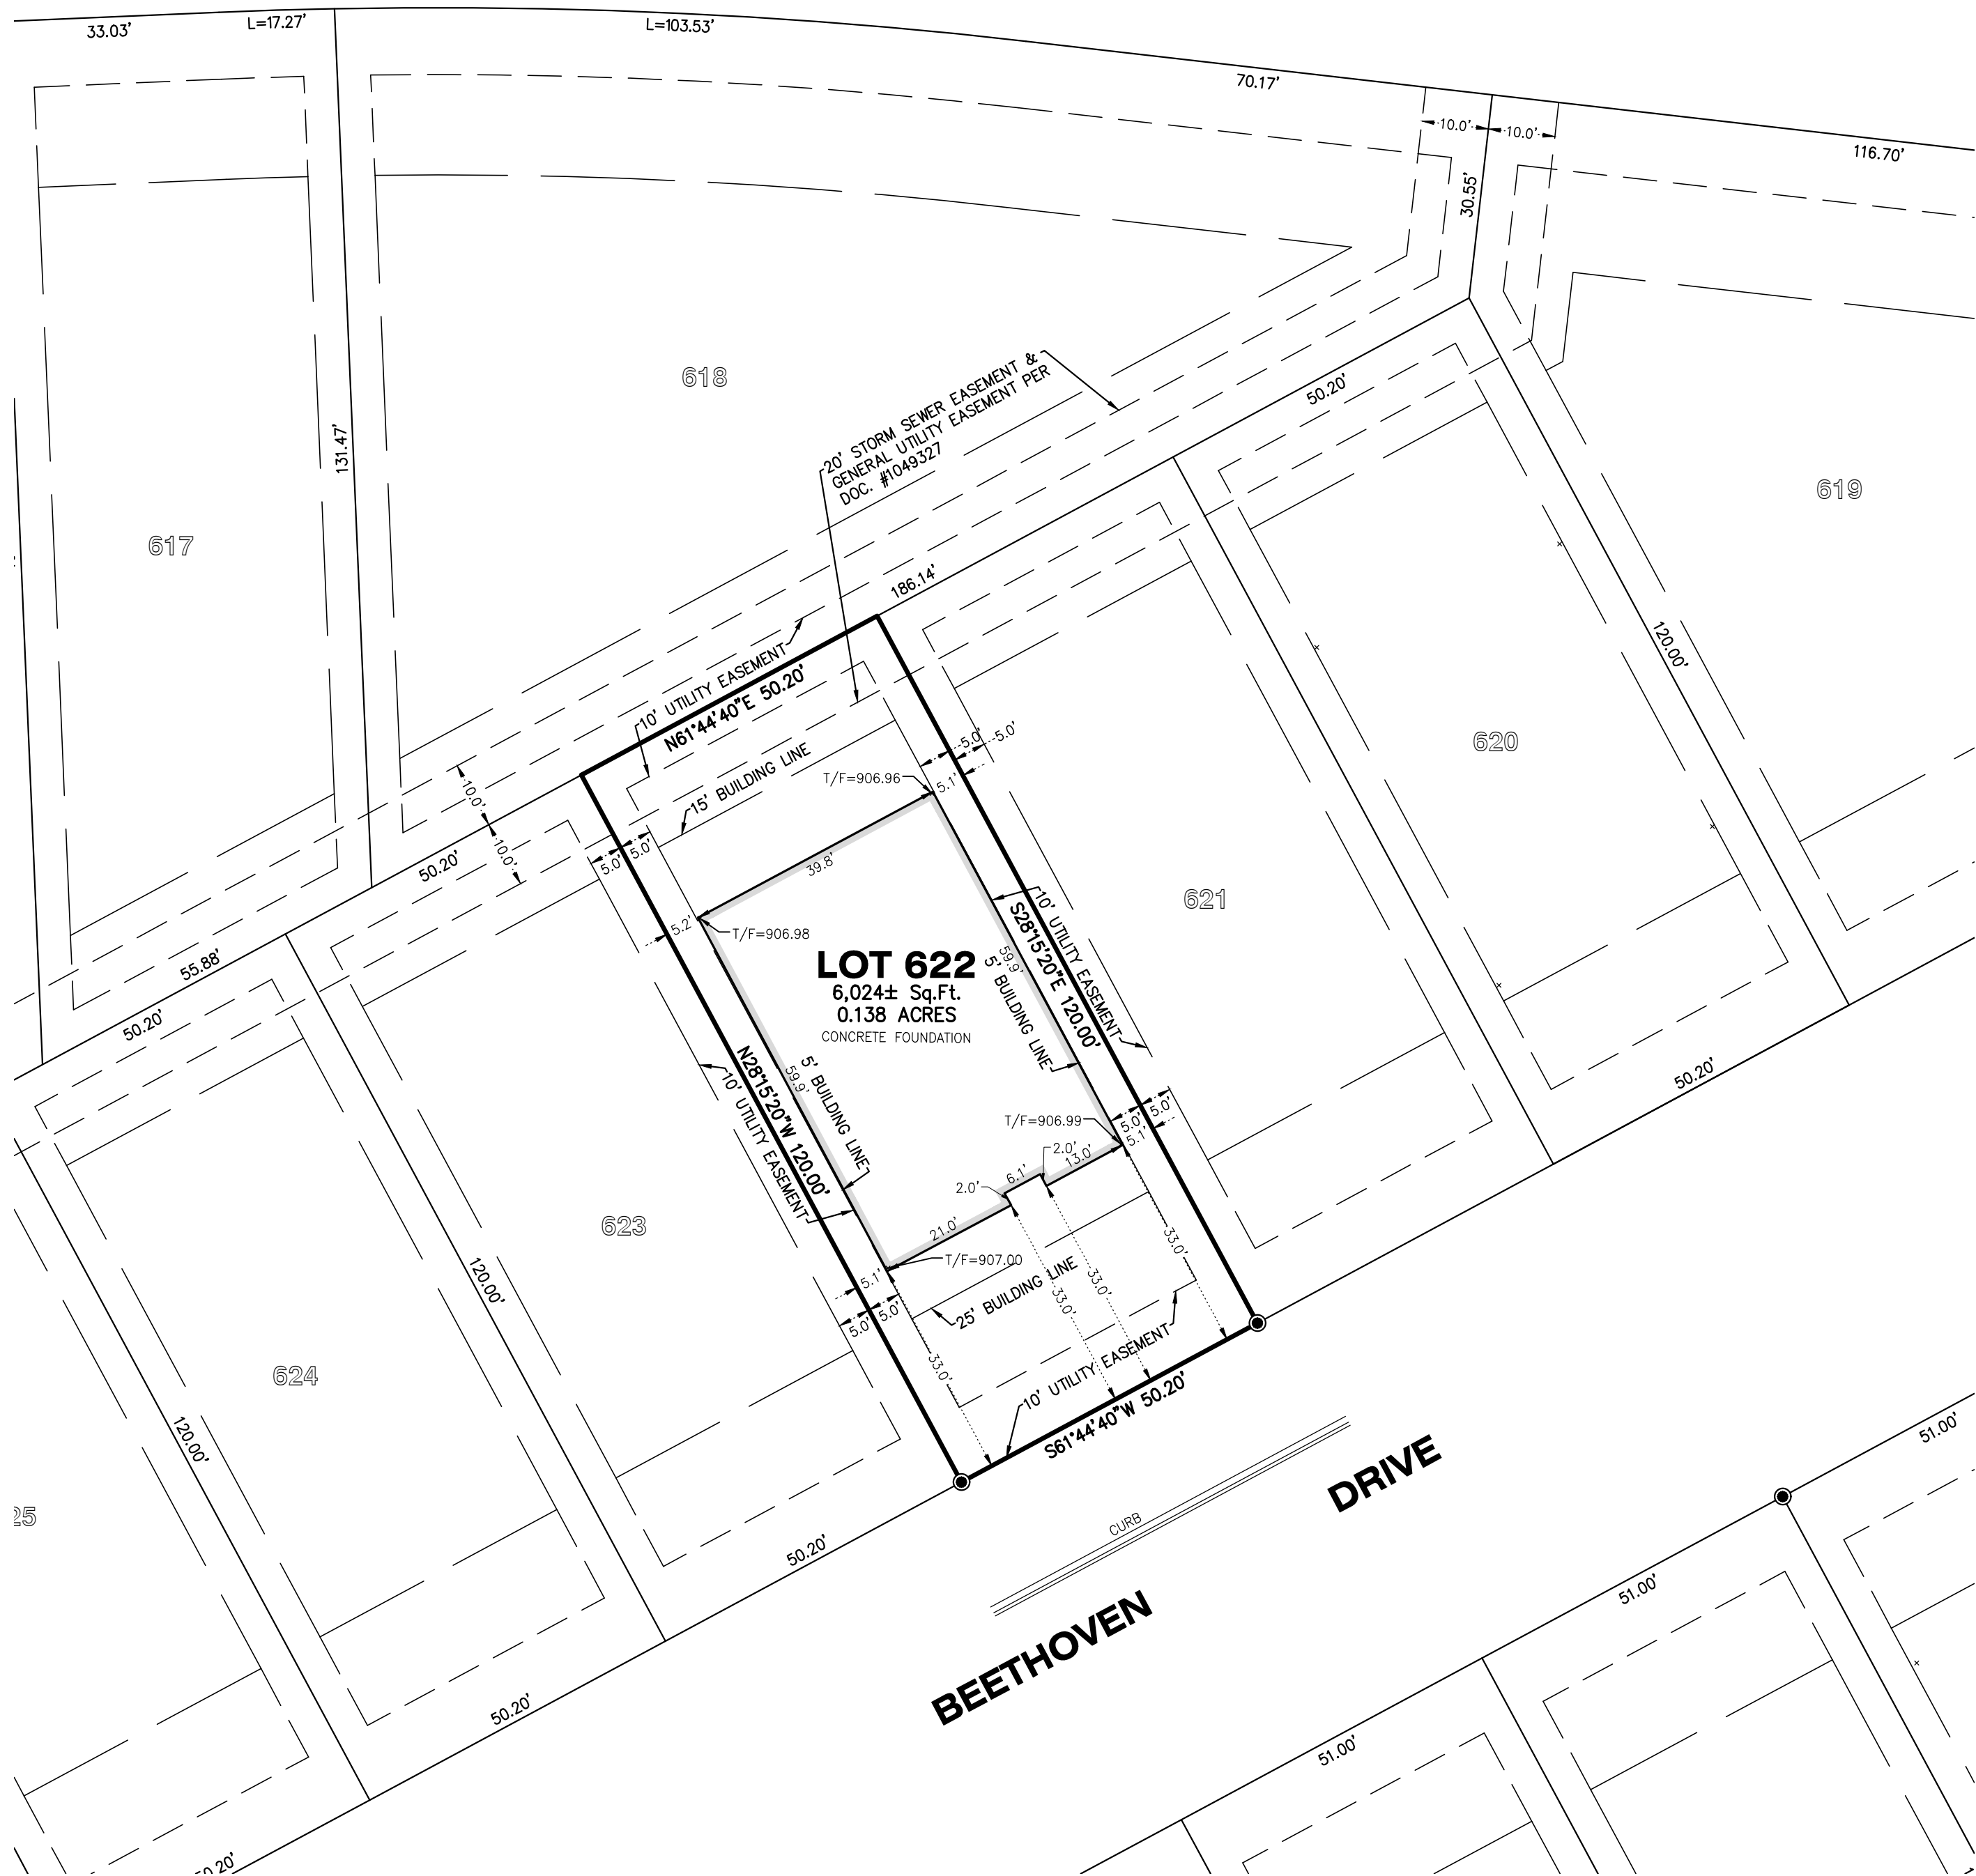 33.03'
L=17.27'
L=103.53'
70.17'
10.0'
10.0'
116.70'
30.55'
131.47'
618
617
619
620
621
623
624
20' STORM SEWER EASEMENT &
GENERAL UTILITY EASEMENT PER
DOC. #1049327
50.20'
186.14'
120.00'
10' UTILITY EASEMENT
N61°44'40"E 50.20'
15' BUILDING LINE
5.0'
5.0'
5.1'
T/F=906.96
10.0'
10.0'
50.20'
5.0'
5.0'
39.8'
5.2'
T/F=906.98
55.88'
50.20'
LOT 622
6,024± Sq.Ft.
0.138 ACRES
CONCRETE FOUNDATION
10' UTILITY EASEMENT
S28°15'20"E 120.00'
59.9'
5' BUILDING LINE
N28°15'20"W 120.00'
59.9'
5' BUILDING LINE
10' UTILITY EASEMENT
T/F=906.99
5.0'
5.0'
5.1'
2.0'
13.0'
6.1'
2.0'
21.0'
T/F=907.00
5.1'
5.0'
5.0'
33.0'
33.0'
33.0'
33.0'
25' BUILDING LINE
10' UTILITY EASEMENT
S61°44'40"W 50.20'
120.00'
120.00'
50.20'
50.20'
50.20'
CURB
BEETHOVEN
DRIVE
51.00'
51.00'
51.00'